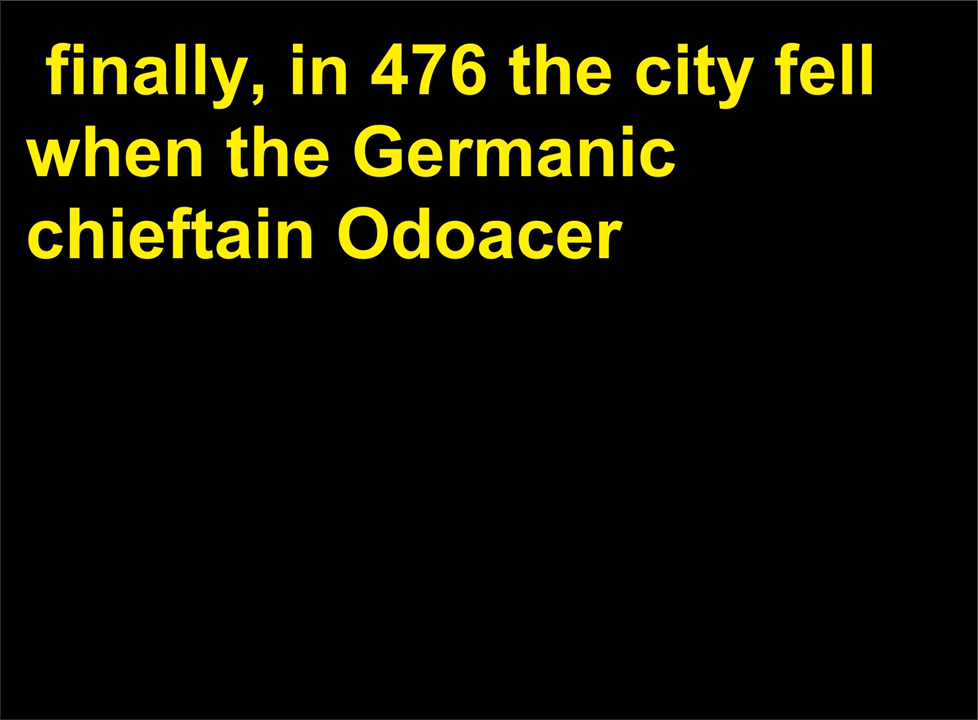 finally, in 476 the city fell
when the Germanic
chieftain Odoacer